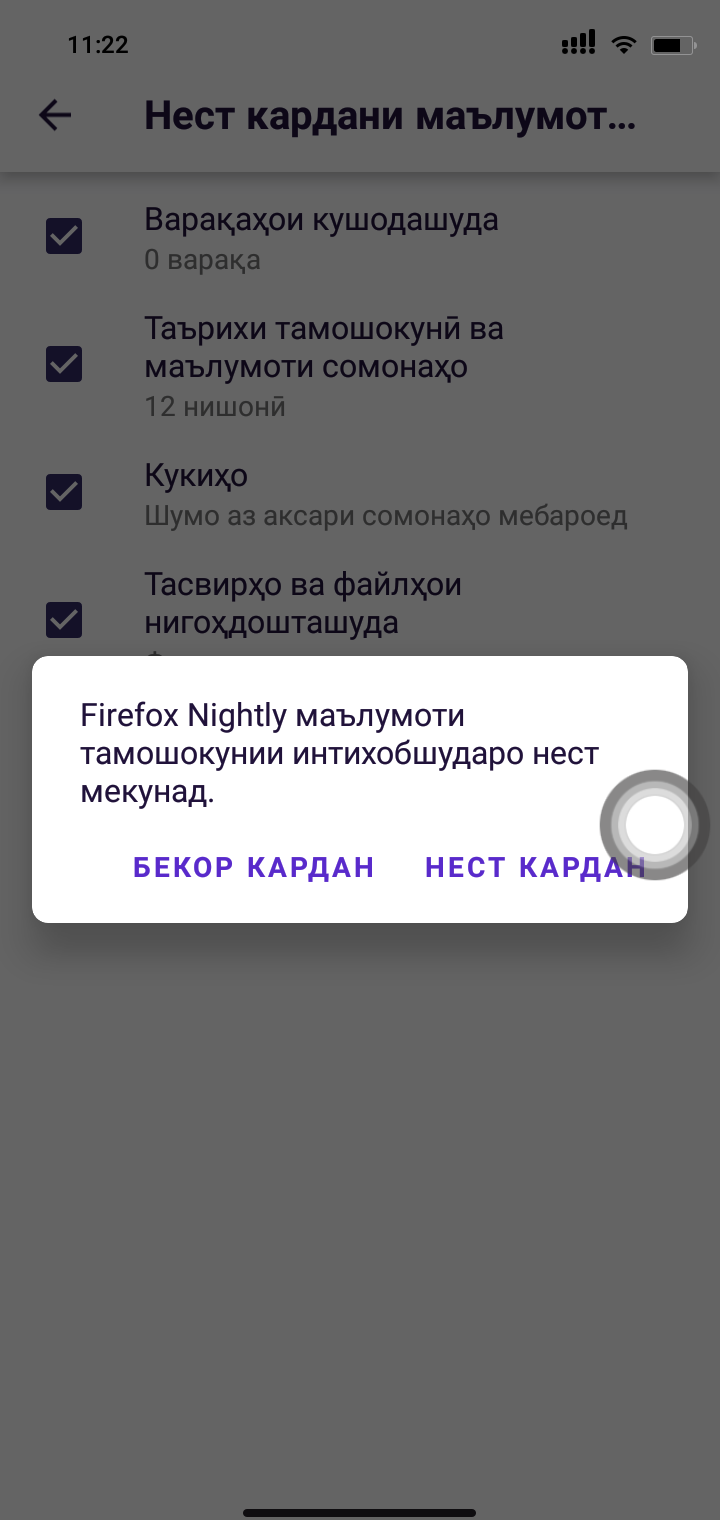 11:22
Нест кардани маълумот...
Варақаҳои кушодашуда
0 варақа
Таърихи тамошокунӣ ва
маълумоти сомонаҳо
12 нишонӣ
Кукиҳо
Шумо аз аксари сомонаҳо мебароед
Тасвирҳо ва файлҳои
нигоҳдошташуда
Firefox Nightly маълумоти
тамошокунии интихобшударо нест
мекунад.
БЕКОР КАРДАН НЕСТ КАРДАН